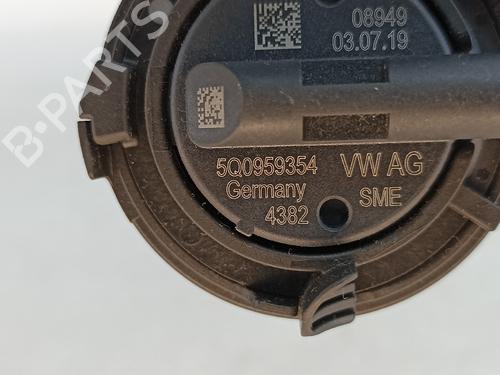 08949
03.07.19
5Q0959354 VW AG
Germany SME
4382
B-PARTS